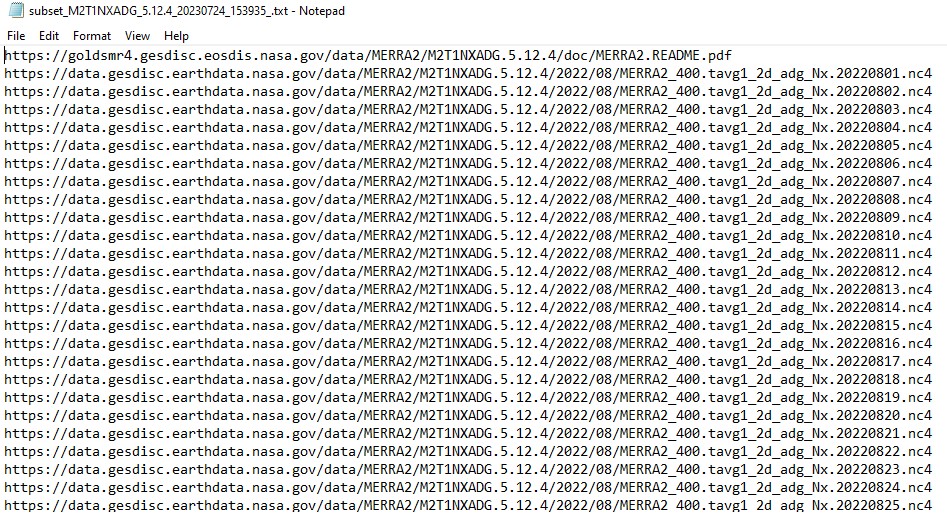 subset_M2T1NXADG_5.12.4_20230724_153935_.txt - Notepad
File Edit Format View Help
https://goldsmr4.gesdisc.eosdis.nasa.gov/data/MERRA2/M2T1NXADG.5.12.4/doc/MERRA2.README.pdf
https://data.gesdisc.earthdata.nasa.gov/data/MERRA2/M2T1NXADG.5.12.4/2022/08/MERRA2_400.tavg1_2d_adg_Nx.20220801.nc4
https://data.gesdisc.earthdata.nasa.gov/data/MERRA2/M2T1NXADG.5.12.4/2022/08/MERRA2_400.tavg1_2d_adg_Nx.20220802.nc4
https://data.gesdisc.earthdata.nasa.gov/data/MERRA2/M2T1NXADG.5.12.4/2022/08/MERRA2_400.tavg1_2d_adg_Nx.20220803.nc4
https://data.gesdisc.earthdata.nasa.gov/data/MERRA2/M2T1NXADG.5.12.4/2022/08/MERRA2_400.tavg1_2d_adg_Nx.20220804.nc4
https://data.gesdisc.earthdata.nasa.gov/data/MERRA2/M2T1NXADG.5.12.4/2022/08/MERRA2_400.tavg1_2d_adg_Nx.20220805.nc4
https://data.gesdisc.earthdata.nasa.gov/data/MERRA2/M2T1NXADG.5.12.4/2022/08/MERRA2_400.tavg1_2d_adg_Nx.20220806.nc4
https://data.gesdisc.earthdata.nasa.gov/data/MERRA2/M2T1NXADG.5.12.4/2022/08/MERRA2_400.tavg1_2d_adg_Nx.20220807.nc4
https://data.gesdisc.earthdata.nasa.gov/data/MERRA2/M2T1NXADG.5.12.4/2022/08/MERRA2_400.tavg1_2d_adg_Nx.20220808.nc4
https://data.gesdisc.earthdata.nasa.gov/data/MERRA2/M2T1NXADG.5.12.4/2022/08/MERRA2_400.tavg1_2d_adg_Nx.20220809.nc4
https://data.gesdisc.earthdata.nasa.gov/data/MERRA2/M2T1NXADG.5.12.4/2022/08/MERRA2_400.tavg1_2d_adg_Nx.20220810.nc4
https://data.gesdisc.earthdata.nasa.gov/data/MERRA2/M2T1NXADG.5.12.4/2022/08/MERRA2_400.tavg1_2d_adg_Nx.20220811.nc4
https://data.gesdisc.earthdata.nasa.gov/data/MERRA2/M2T1NXADG.5.12.4/2022/08/MERRA2_400.tavg1_2d_adg_Nx.20220812.nc4
https://data.gesdisc.earthdata.nasa.gov/data/MERRA2/M2T1NXADG.5.12.4/2022/08/MERRA2_400.tavg1_2d_adg_Nx.20220813.nc4
https://data.gesdisc.earthdata.nasa.gov/data/MERRA2/M2T1NXADG.5.12.4/2022/08/MERRA2_400.tavg1_2d_adg_Nx.20220814.nc4
https://data.gesdisc.earthdata.nasa.gov/data/MERRA2/M2T1NXADG.5.12.4/2022/08/MERRA2_400.tavg1_2d_adg_Nx.20220815.nc4
https://data.gesdisc.earthdata.nasa.gov/data/MERRA2/M2T1NXADG.5.12.4/2022/08/MERRA2_400.tavg1_2d_adg_Nx.20220816.nc4
https://data.gesdisc.earthdata.nasa.gov/data/MERRA2/M2T1NXADG.5.12.4/2022/08/MERRA2_400.tavg1_2d_adg_Nx.20220817.nc4
https://data.gesdisc.earthdata.nasa.gov/data/MERRA2/M2T1NXADG.5.12.4/2022/08/MERRA2_400.tavg1_2d_adg_Nx.20220818.nc4
https://data.gesdisc.earthdata.nasa.gov/data/MERRA2/M2T1NXADG.5.12.4/2022/08/MERRA2_400.tavg1_2d_adg_Nx.20220819.nc4
https://data.gesdisc.earthdata.nasa.gov/data/MERRA2/M2T1NXADG.5.12.4/2022/08/MERRA2_400.tavg1_2d_adg_Nx.20220820.nc4
https://data.gesdisc.earthdata.nasa.gov/data/MERRA2/M2T1NXADG.5.12.4/2022/08/MERRA2_400.tavg1_2d_adg_Nx.20220821.nc4
https://data.gesdisc.earthdata.nasa.gov/data/MERRA2/M2T1NXADG.5.12.4/2022/08/MERRA2_400.tavg1_2d_adg_Nx.20220822.nc4
https://data.gesdisc.earthdata.nasa.gov/data/MERRA2/M2T1NXADG.5.12.4/2022/08/MERRA2_400.tavg1_2d_adg_Nx.20220823.nc4
https://data.gesdisc.earthdata.nasa.gov/data/MERRA2/M2T1NXADG.5.12.4/2022/08/MERRA2_400.tavg1_2d_adg_Nx.20220824.nc4
https://data.gesdisc.earthdata.nasa.gov/data/MERRA2/M2T1NXADG.5.12.4/2022/08/MERRA2_400.tavg1_2d_adg_Nx.20220825.nc4